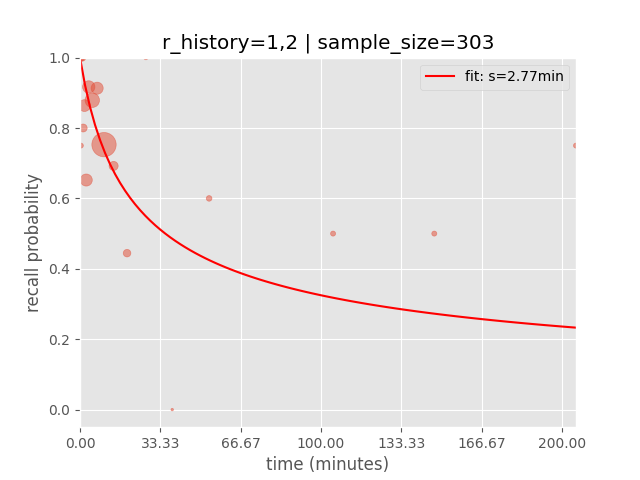 r_history=1,2 | sample_size=303
fit: s=2.77min
recall probability
1.0
0.8
0.6
0.4
0.2
0.0
0.00 33.33 66.67 100.00 133.33 166.67 200.00
time (minutes)